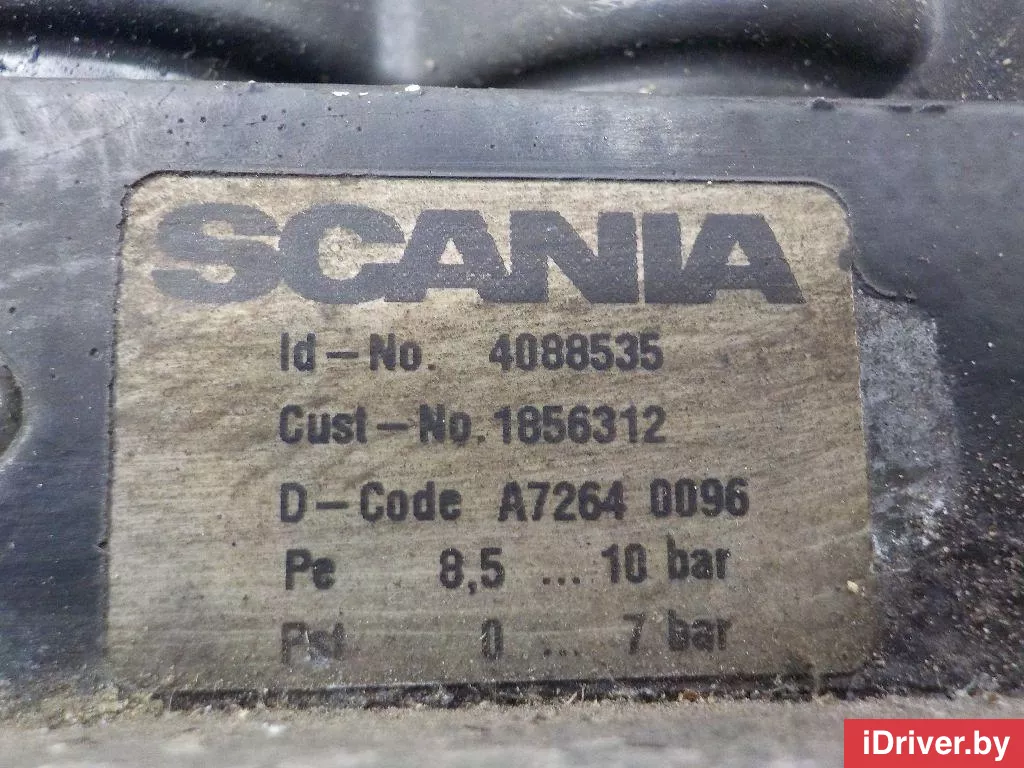 SCANIA
Id-No. 4088535
Cust-No. 1856312
D-Code A7264 0096
Pe 8,5 ... 10 bar
Pst 0 ... 7 bar
iDriver.by